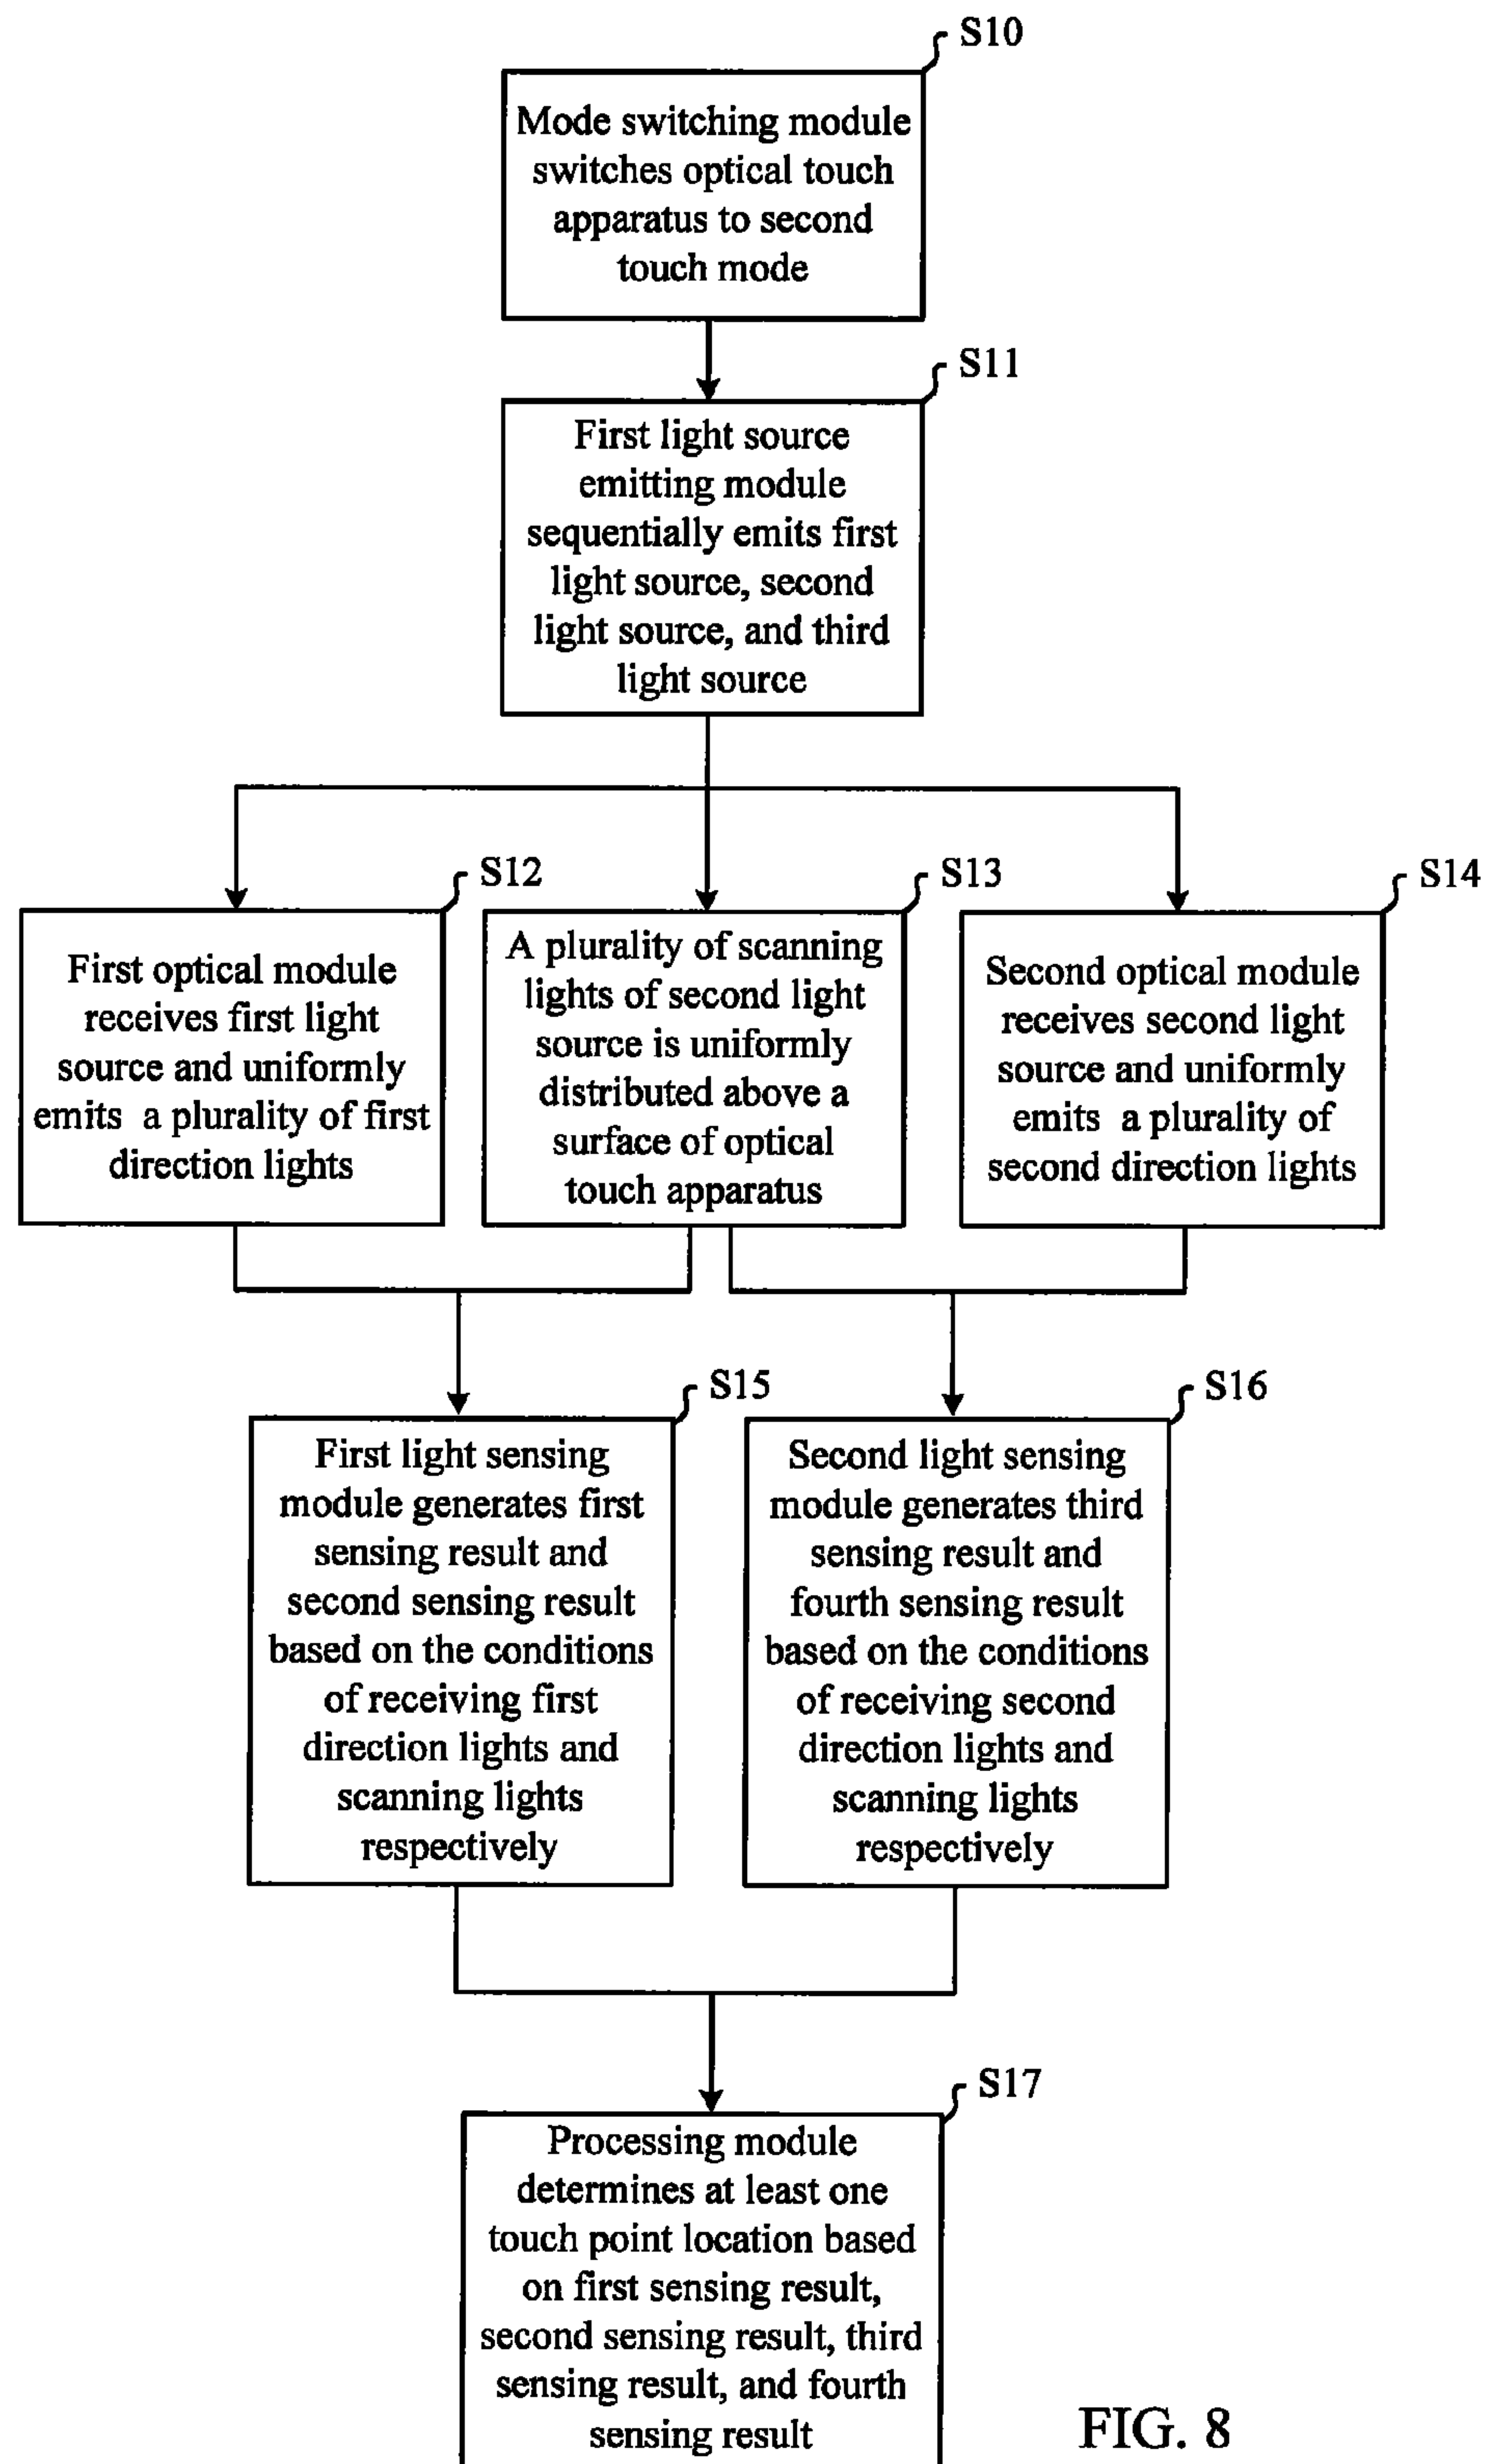 S10
Mode switching module
switches optical touch
apparatus to second
touch mode
S11
First light source
emitting module
sequentially emits first
light source, second
light source, and third
light source
S12
First optical module
receives first light
source and uniformly
emits a plurality of first
direction lights
S13
A plurality of scanning
lights of second light
source is uniformly
distributed above a
surface of optical
touch apparatus
S14
Second optical module
receives second light
source and uniformly
emits a plurality of
second direction lights
S15
First light sensing
module generates first
sensing result and
second sensing result
based on the conditions
of receiving first
direction lights and
scanning lights
respectively
S16
Second light sensing
module generates third
sensing result and
fourth sensing result
based on the conditions
of receiving second
direction lights and
scanning lights
respectively
S17
Processing module
determines at least one
touch point location based
on first sensing result,
second sensing result, third
sensing result, and fourth
sensing result
FIG. 8